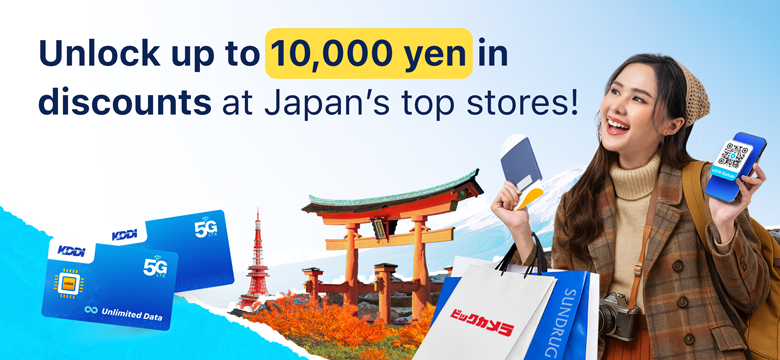 Unlock up to 10,000 yen in
discounts at Japan's top stores!
KDDI
5G
KDDI
5G
Unlimited Data
ビックカメラ
SUNDRUG